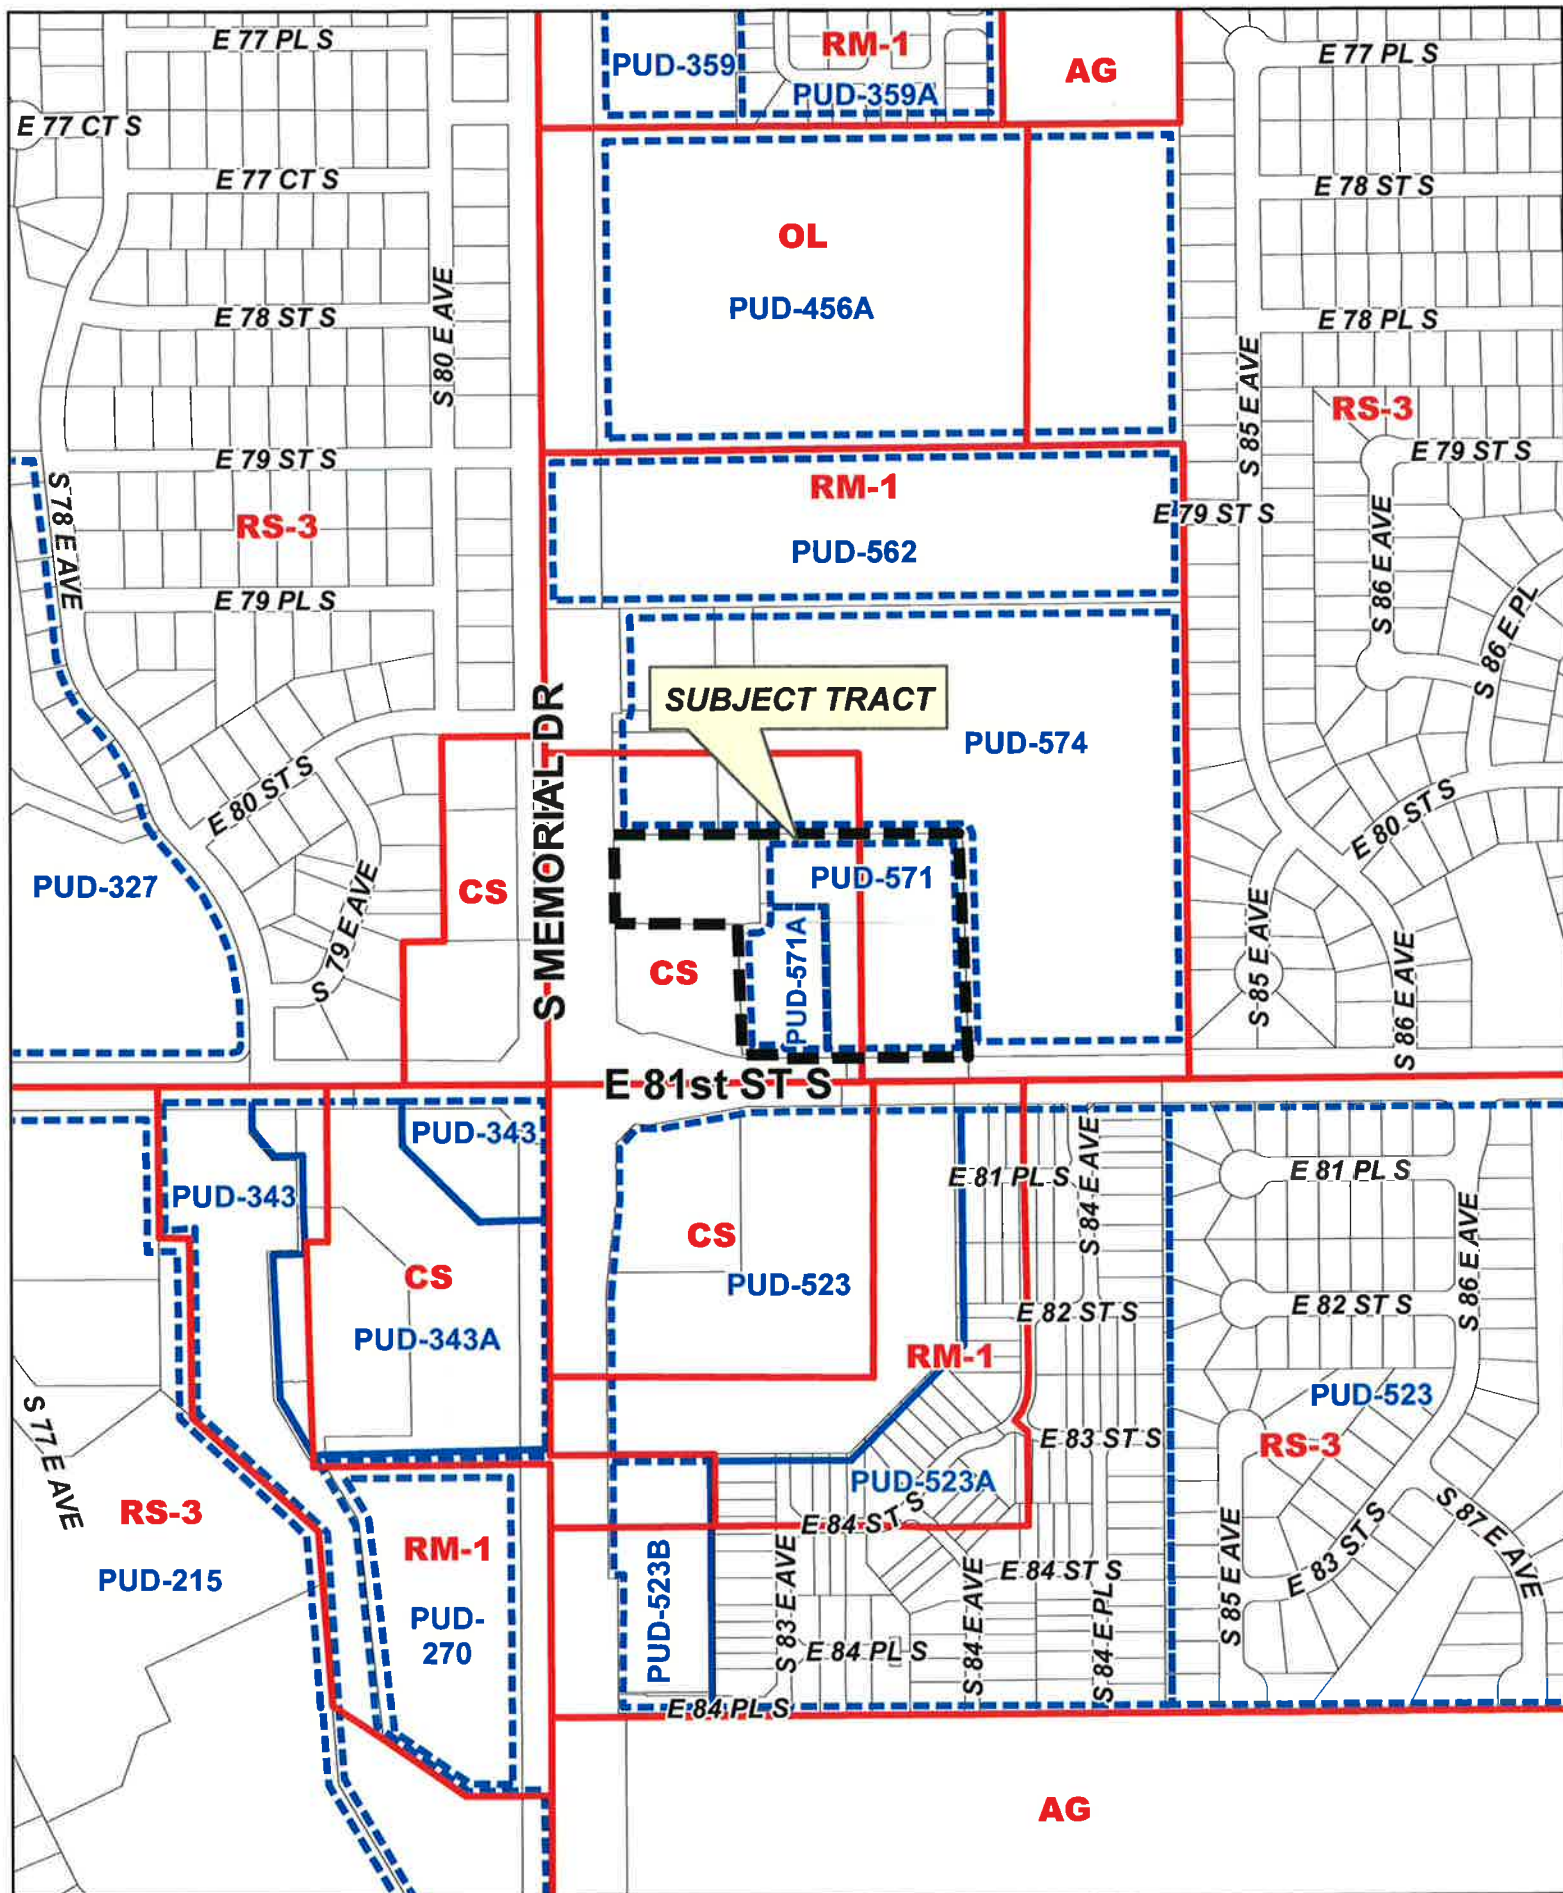 E 77 PL S
PUD-359
RM-1
PUD-359A
AG
E 77 PL S
E 77 CT S
E 77 CT S
E 78 ST S
OL
PUD-456A
E 78 ST S
S 80 E AVE
E 78 PL S
S 85 E AVE
RS-3
E 79 ST S
E 79 ST S
S 78 E AVE
RS-3
RM-1
PUD-562
E 79 ST S
S 86 E AVE
E 79 PL S
S 86 E PL
SUBJECT TRACT
S MEMORIAL DR
PUD-574
E 80 ST S
E 80 ST S
PUD-327
S 79 E AVE
CS
PUD-571
PUD-571A
CS
S 85 E AVE
S 86 E AVE
E 81st ST S
PUD-343
PUD-343
CS
PUD-343A
CS
PUD-523
E 81 PL S
S 84 E AVE
E 81 PL S
S 86 E AVE
E 82 ST S
E 82 ST S
RM-1
PUD-523
RS-3
S 77 E AVE
E 83 ST S
PUD-523A
RS-3
PUD-215
RM-1
PUD-
270
PUD-523B
E 84 ST S
S 83 E AVE
E 84 PL S
S 84 E AVE
E 84 ST S
S 84 E PL
S 85 E AVE
E 83 ST S
S 87 E AVE
E 84 PL S
AG